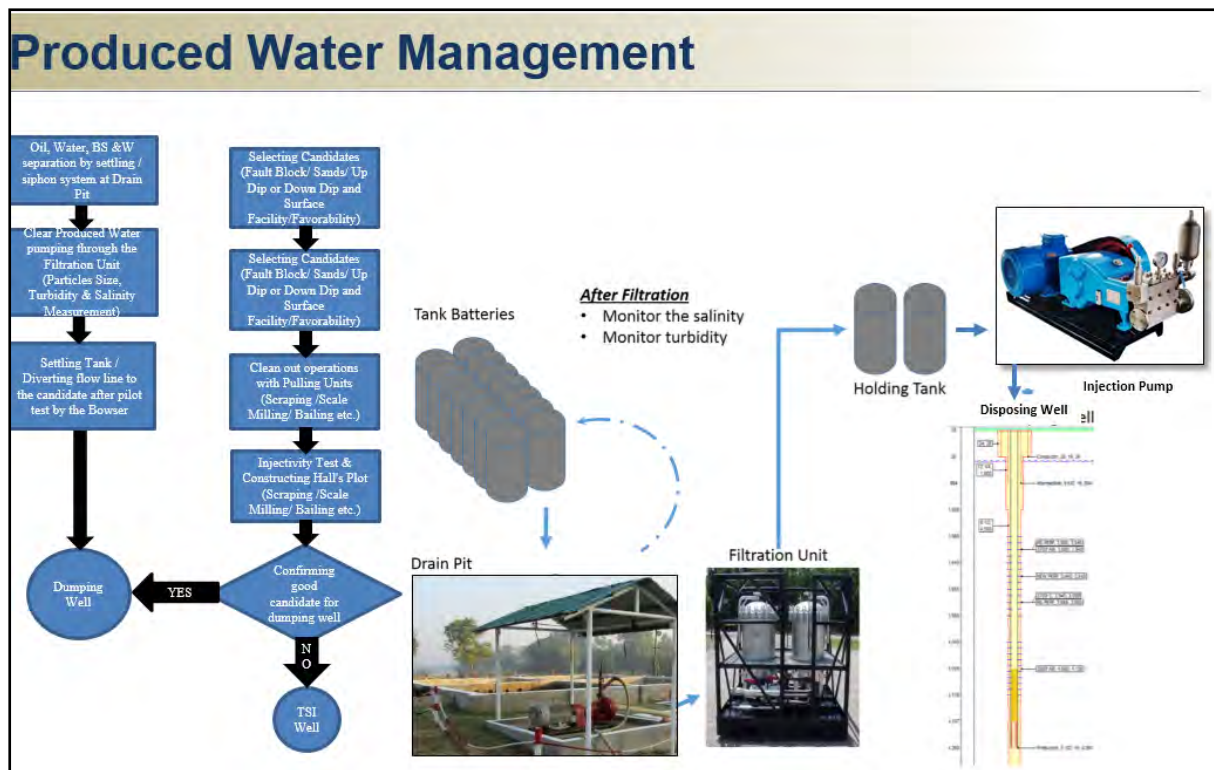 Produced Water Management
Oil, Water, BS &W
separation by settling /
siphon system at Drain
Pit
Clear Produced Water
pumping through the
Filtration Unit
(Particles Size,
Turbidity & Salinity
Measurement)
Settling Tank /
Diverting flow line to
the candidate after pilot
test by the Bowser
Dumping
Well
Selecting Candidates
(Fault Block/ Sands/ Up
Dip or Down Dip and
Surface
Facility/Favorability)
Selecting Candidates
(Fault Block/ Sands/ Up
Dip or Down Dip and
Surface
Facility/Favorability)
Clean out operations
with Pulling Units
(Scraping /Scale
Milling/ Bailing etc.)
Injectivity Test &
Constructing Hall's Plot
(Scraping /Scale
Milling/ Bailing etc.)
Confirming
good
candidate for
dumping well
YES
N
O
TSI
Well
Tank Batteries
After Filtration
• Monitor the salinity
• Monitor turbidity
Drain Pit
Filtration Unit
Holding Tank
Injection Pump
Disposing Well
ell